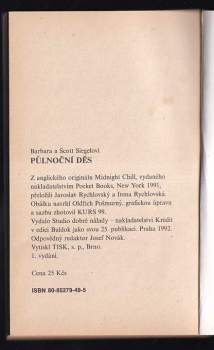 Barbara a Scott Siegelovi
PŮLNOČNÍ DĚS
Z anglického originálu Midnight Chill, vydaného
nakladatelstvím Pocket Books, New York 1991,
přeložili Jaroslav Rychlovský a Irena Rychlovská.
Obálku navrhl Oldřich Pošmurný, grafickou úpravu
a sazbu zhotovil KURS 99.
Vydalo Studio dobré nálady - nakladatelství Kredit
v edici Baldok jako svou 25. publikaci. Praha 1992.
Odpovědný redaktor Josef Novák.
Vytiskl TISK, s. p., Brno.
1. vydání.
Cena 25 Kčs
ISBN 80-85279-49-5